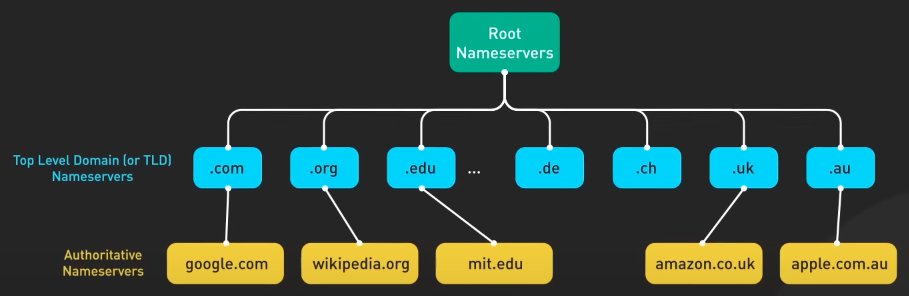 Root
Nameservers
Top Level Domain (or TLD)
Nameservers
.com
.org
.edu
...
.de
.ch
.uk
.au
Authoritative
Nameservers
google.com
wikipedia.org
mit.edu
amazon.co.uk
apple.com.au